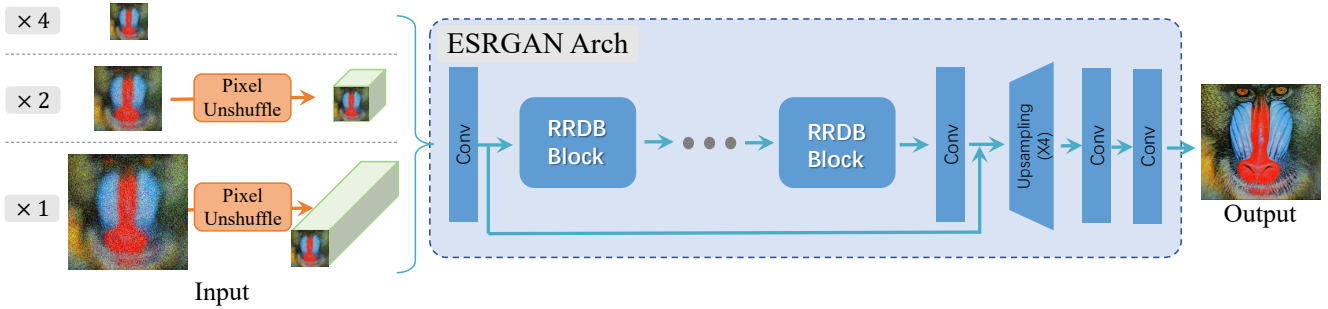 × 4
× 2
Pixel
Unshuffle
× 1
Pixel
Unshuffle
Input
ESRGAN Arch
Conv
RRDB
Block
RRDB
Block
Conv
Upsampling
(X4)
Conv
Conv
Output